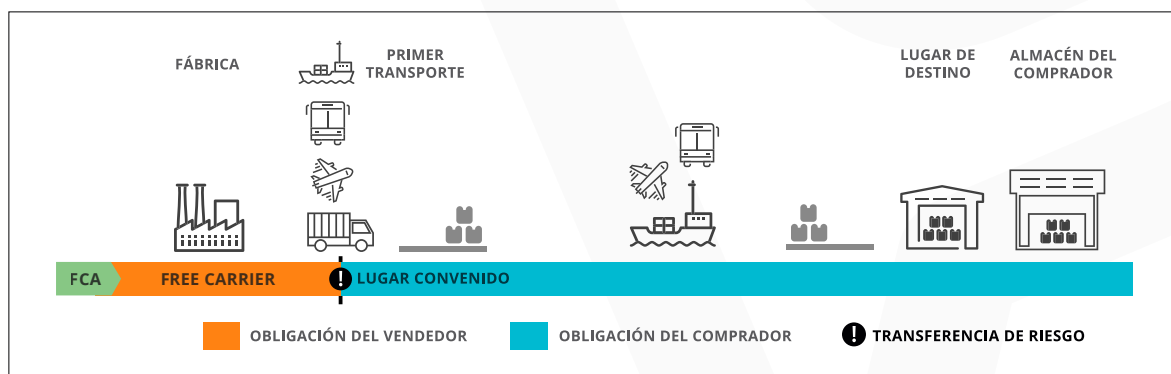 FÁBRICA
PRIMER
TRANSPORTE
LUGAR DE
DESTINO
ALMACÉN DEL
COMPRADOR
FCA
FREE CARRIER
! LUGAR CONVENIDO
OBLIGACIÓN DEL VENDEDOR
OBLIGACIÓN DEL COMPRADOR
! TRANSFERENCIA DE RIESGO